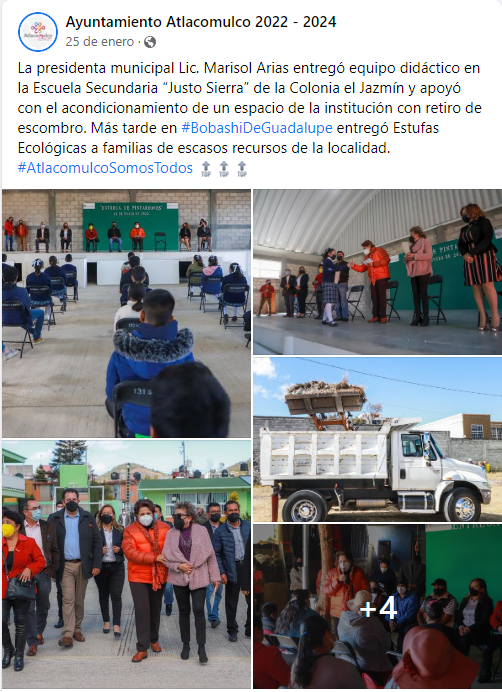 Ayuntamiento Atlacomulco 2022 - 2024
25 de enero ·
La presidenta municipal Lic. Marisol Arias entregó equipo didáctico en
la Escuela Secundaria “Justo Sierra” de la Colonia el Jazmín y apoyó
con el acondicionamiento de un espacio de la institución con retiro de
escombro. Más tarde en #BobashiDeGuadalupe entregó Estufas
Ecológicas a familias de escasos recursos de la localidad.
#AtlacomulcoSomosTodos 🔝 🔝 🔝
ENTREGA DE PINTARRONES
PINTARRONES
131
ENTREGA
+4